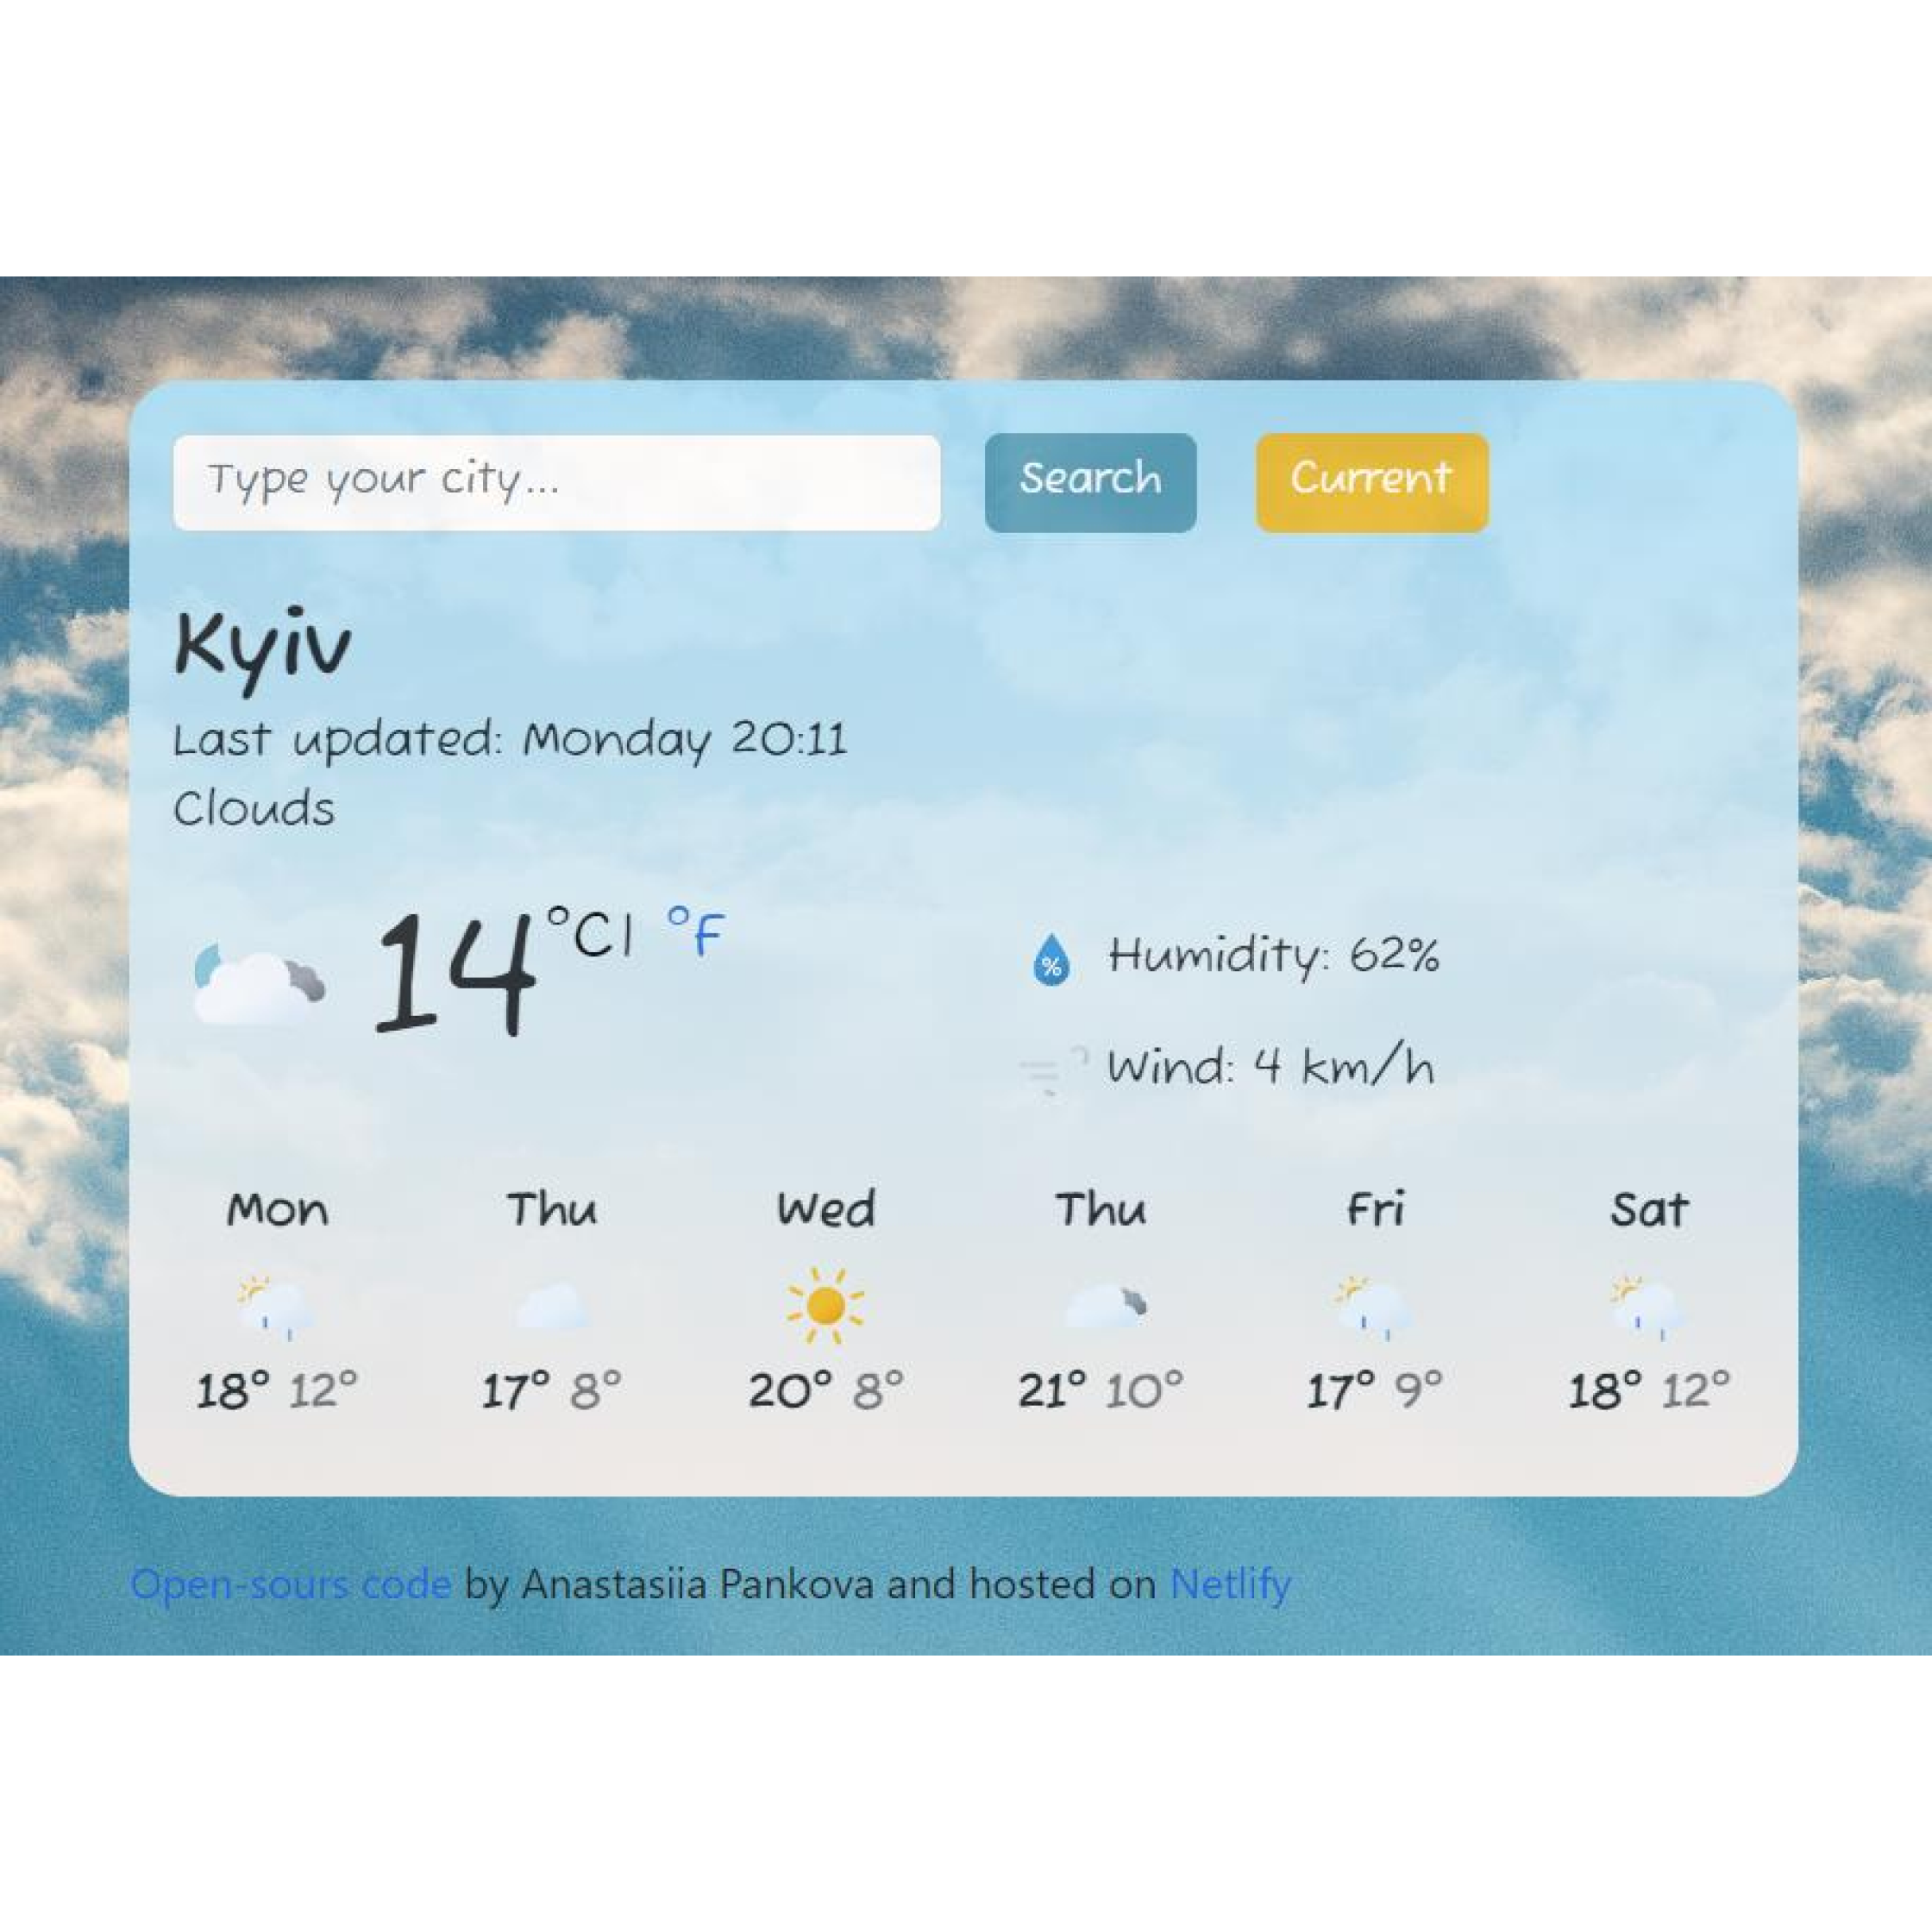 Type your city...
Search
Current
Kyiv
Last updated: Monday 20:11
Clouds
14 °C| °F
%
Humidity: 62%
Wind: 4 km/h
Mon Thu Wed Thu Fri Sat
18° 12° 17° 8° 20° 8° 21° 10° 17° 9° 18° 12°
Open-sours code by Anastasiia Pankova and hosted on Netlify